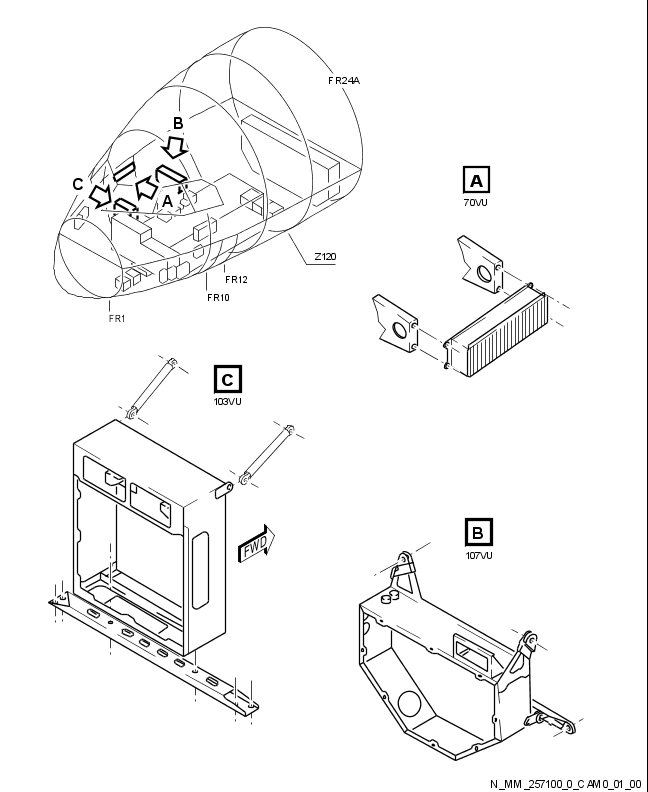 FR24A
B
C
A
Z120
FR12
FR10
FR1
A
70VU
C
103VU
FWD
B
107VU
N_MM_257100_0_CAM0_01_00